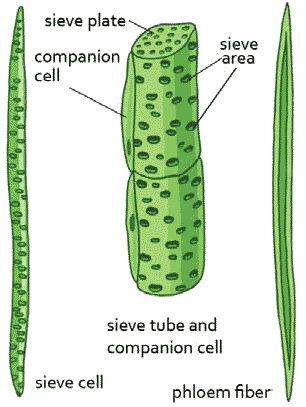 sieve plate
companion
cell
sieve
area
sieve tube and
companion cell
sieve cell
phloem fiber